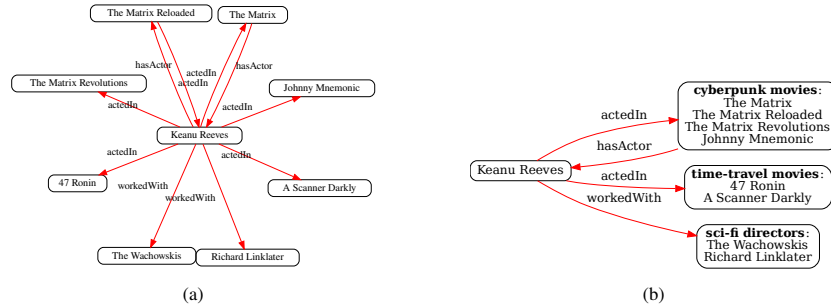 The Matrix Reloaded
The Matrix
actedIn
hasActor
hasActor
actedIn
The Matrix Revolutions
Johnny Mnemonic
actedIn
actedIn
Keanu Reeves
actedIn
actedIn
47 Ronin
A Scanner Darkly
workedWith
workedWith
The Wachowskis
Richard Linklater
(a)
cyberpunk movies:
The Matrix
The Matrix Reloaded
The Matrix Revolutions
Johnny Mnemonic
actedIn
hasActor
Keanu Reeves
actedIn
workedWith
time-travel movies:
47 Ronin
A Scanner Darkly
sci-fi directors:
The Wachowskis
Richard Linklater
(b)